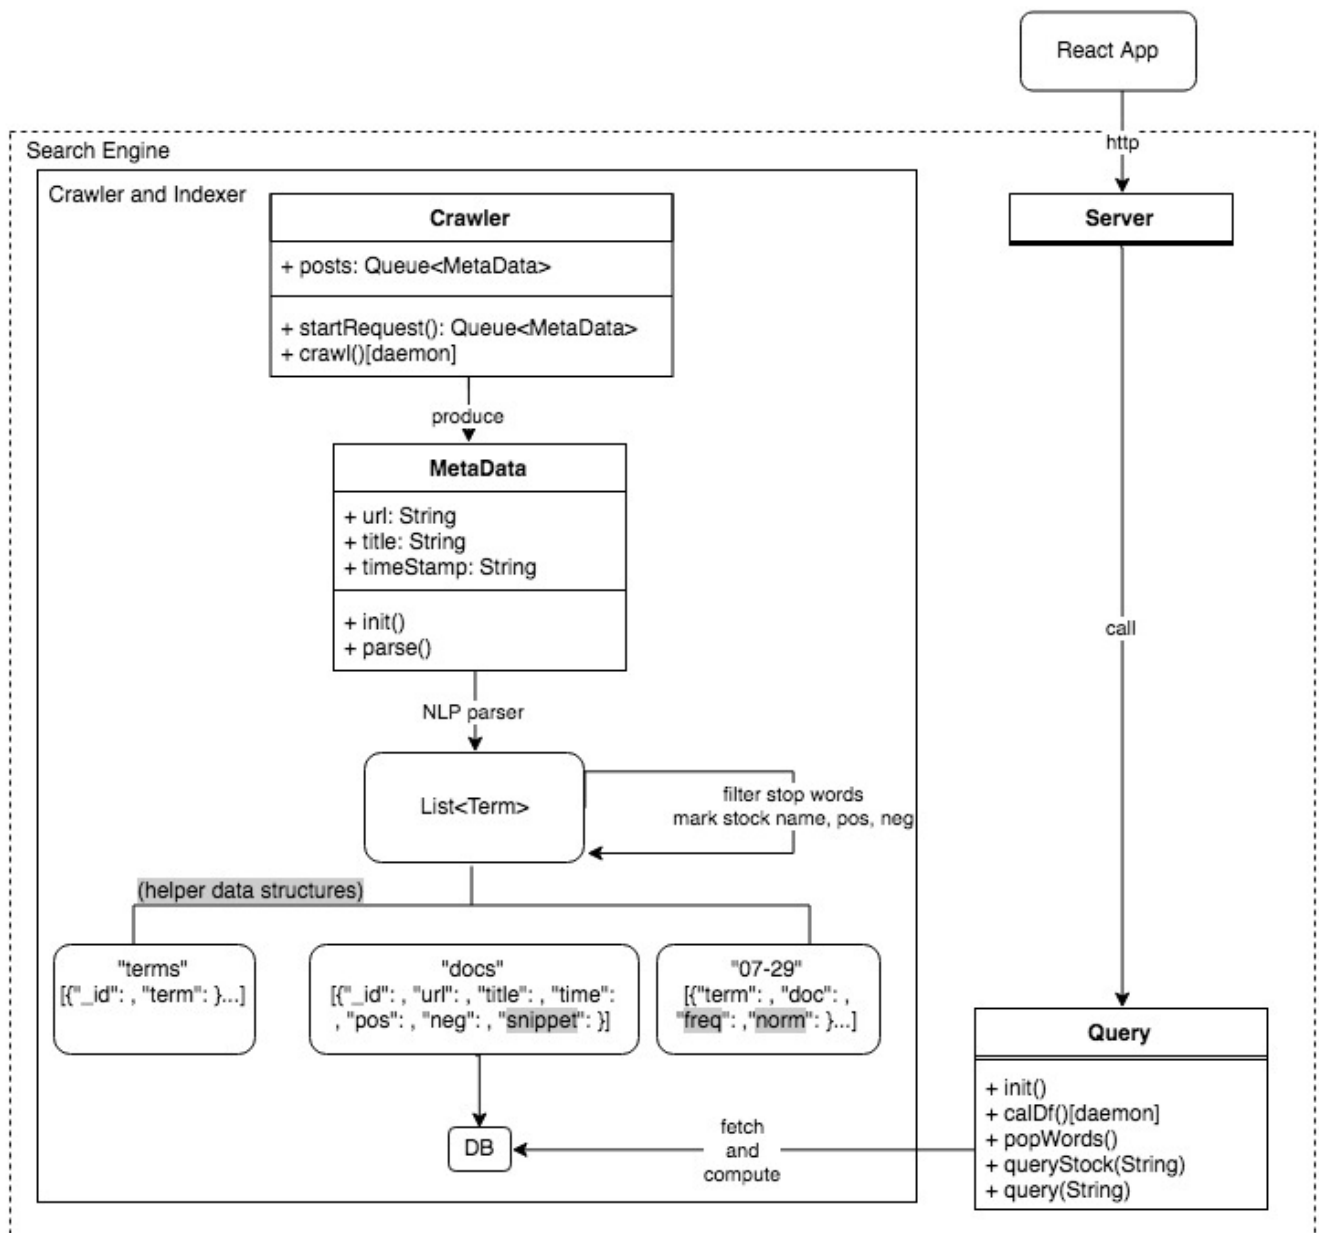 React App
http
Search Engine
Crawler and Indexer
Crawler
+ posts: Queue<MetaData>
+ startRequest(): Queue<MetaData>
+ crawl()[daemon]
produce
MetaData
+ url: String
+ title: String
+ timeStamp: String
+ init()
+ parse()
NLP parser
List<Term>
filter stop words
mark stock name, pos, neg
(helper data structures)
"terms"
[{"_id": , "term": }...]
"docs"
[{"_id": , "url": , "title": , "time":
, "pos": , "neg": , "snippet": }]
"07-29"
[{"term": , "doc": ,
"freq": ,"norm": }...]
DB
fetch
and
compute
Server
call
Query
+ init()
+ calDf()[daemon]
+ popWords()
+ queryStock(String)
+ query(String)